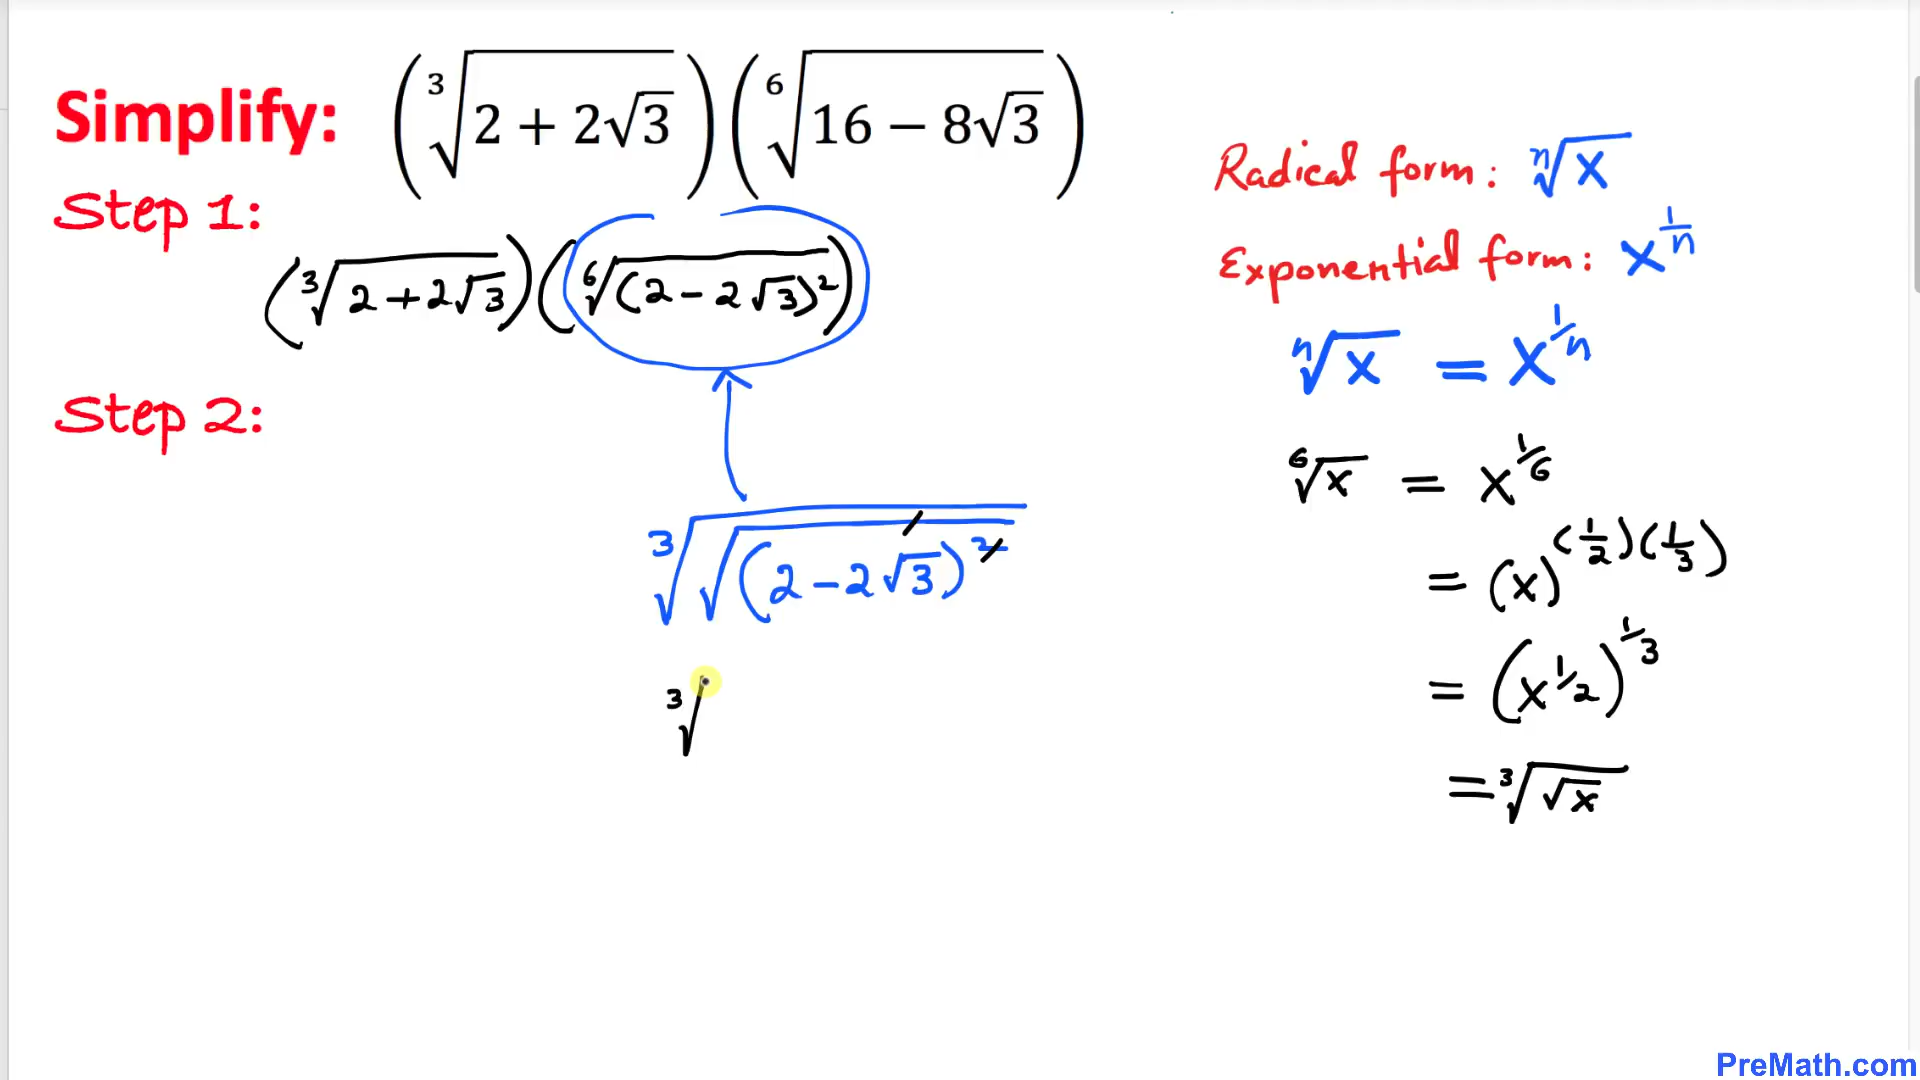 Simplify: (∛(2 + 2√3))(⁶√(16 − 8√3))
Step 1:
(∛(2 + 2√3))(⁶√((2 − 2√3)²))
Step 2:
∛(√((2 − 2√3)²))
∛
Radical form: ⁿ√x
Exponential form: x^(1/n)
ⁿ√x = x^(1/n)
⁶√x = x^(1/6)
= (x)^((1/2)(1/3))
= (x^(1/2))^(1/3)
= ∛(√x)
PreMath.com